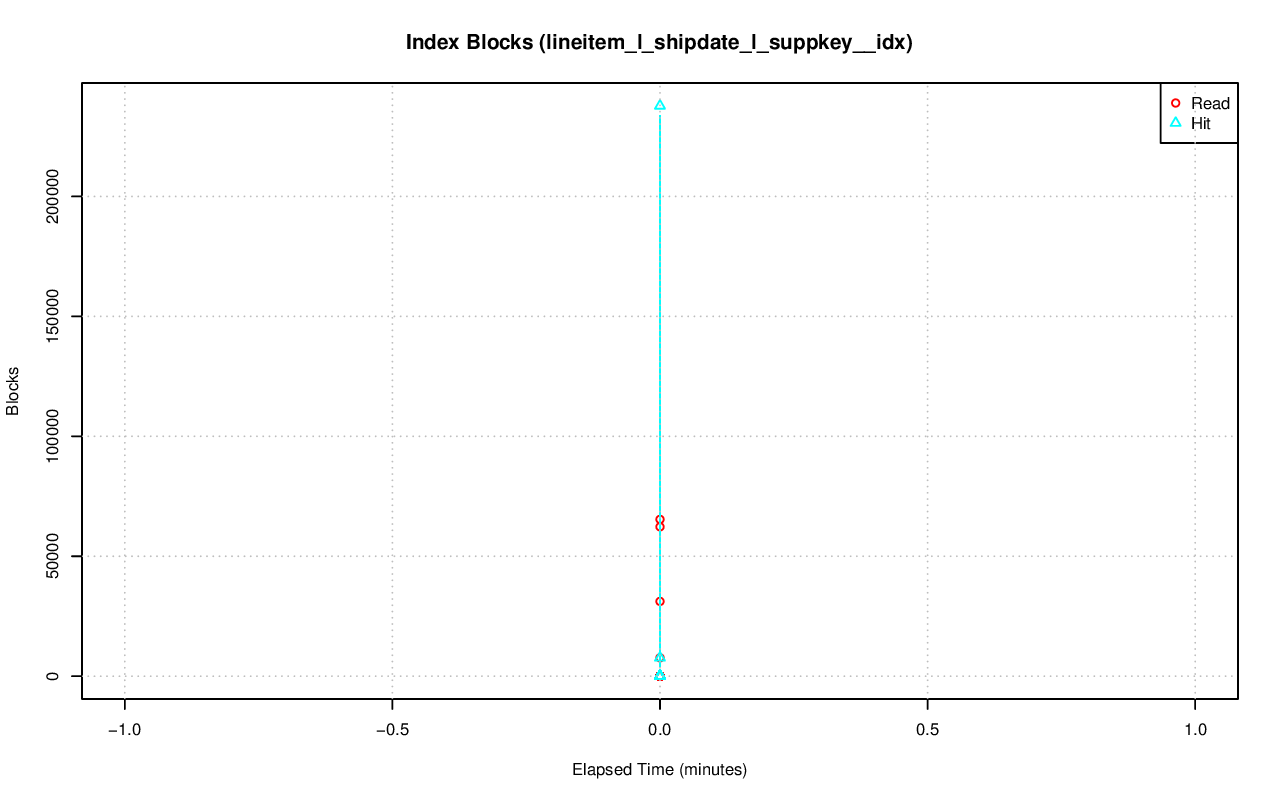 Index Blocks (lineitem_l_shipdate_l_suppkey__idx)
Read
Hit
200000
150000
100000
50000
0
Blocks
−1.0
−0.5
0.0
0.5
1.0
Elapsed Time (minutes)